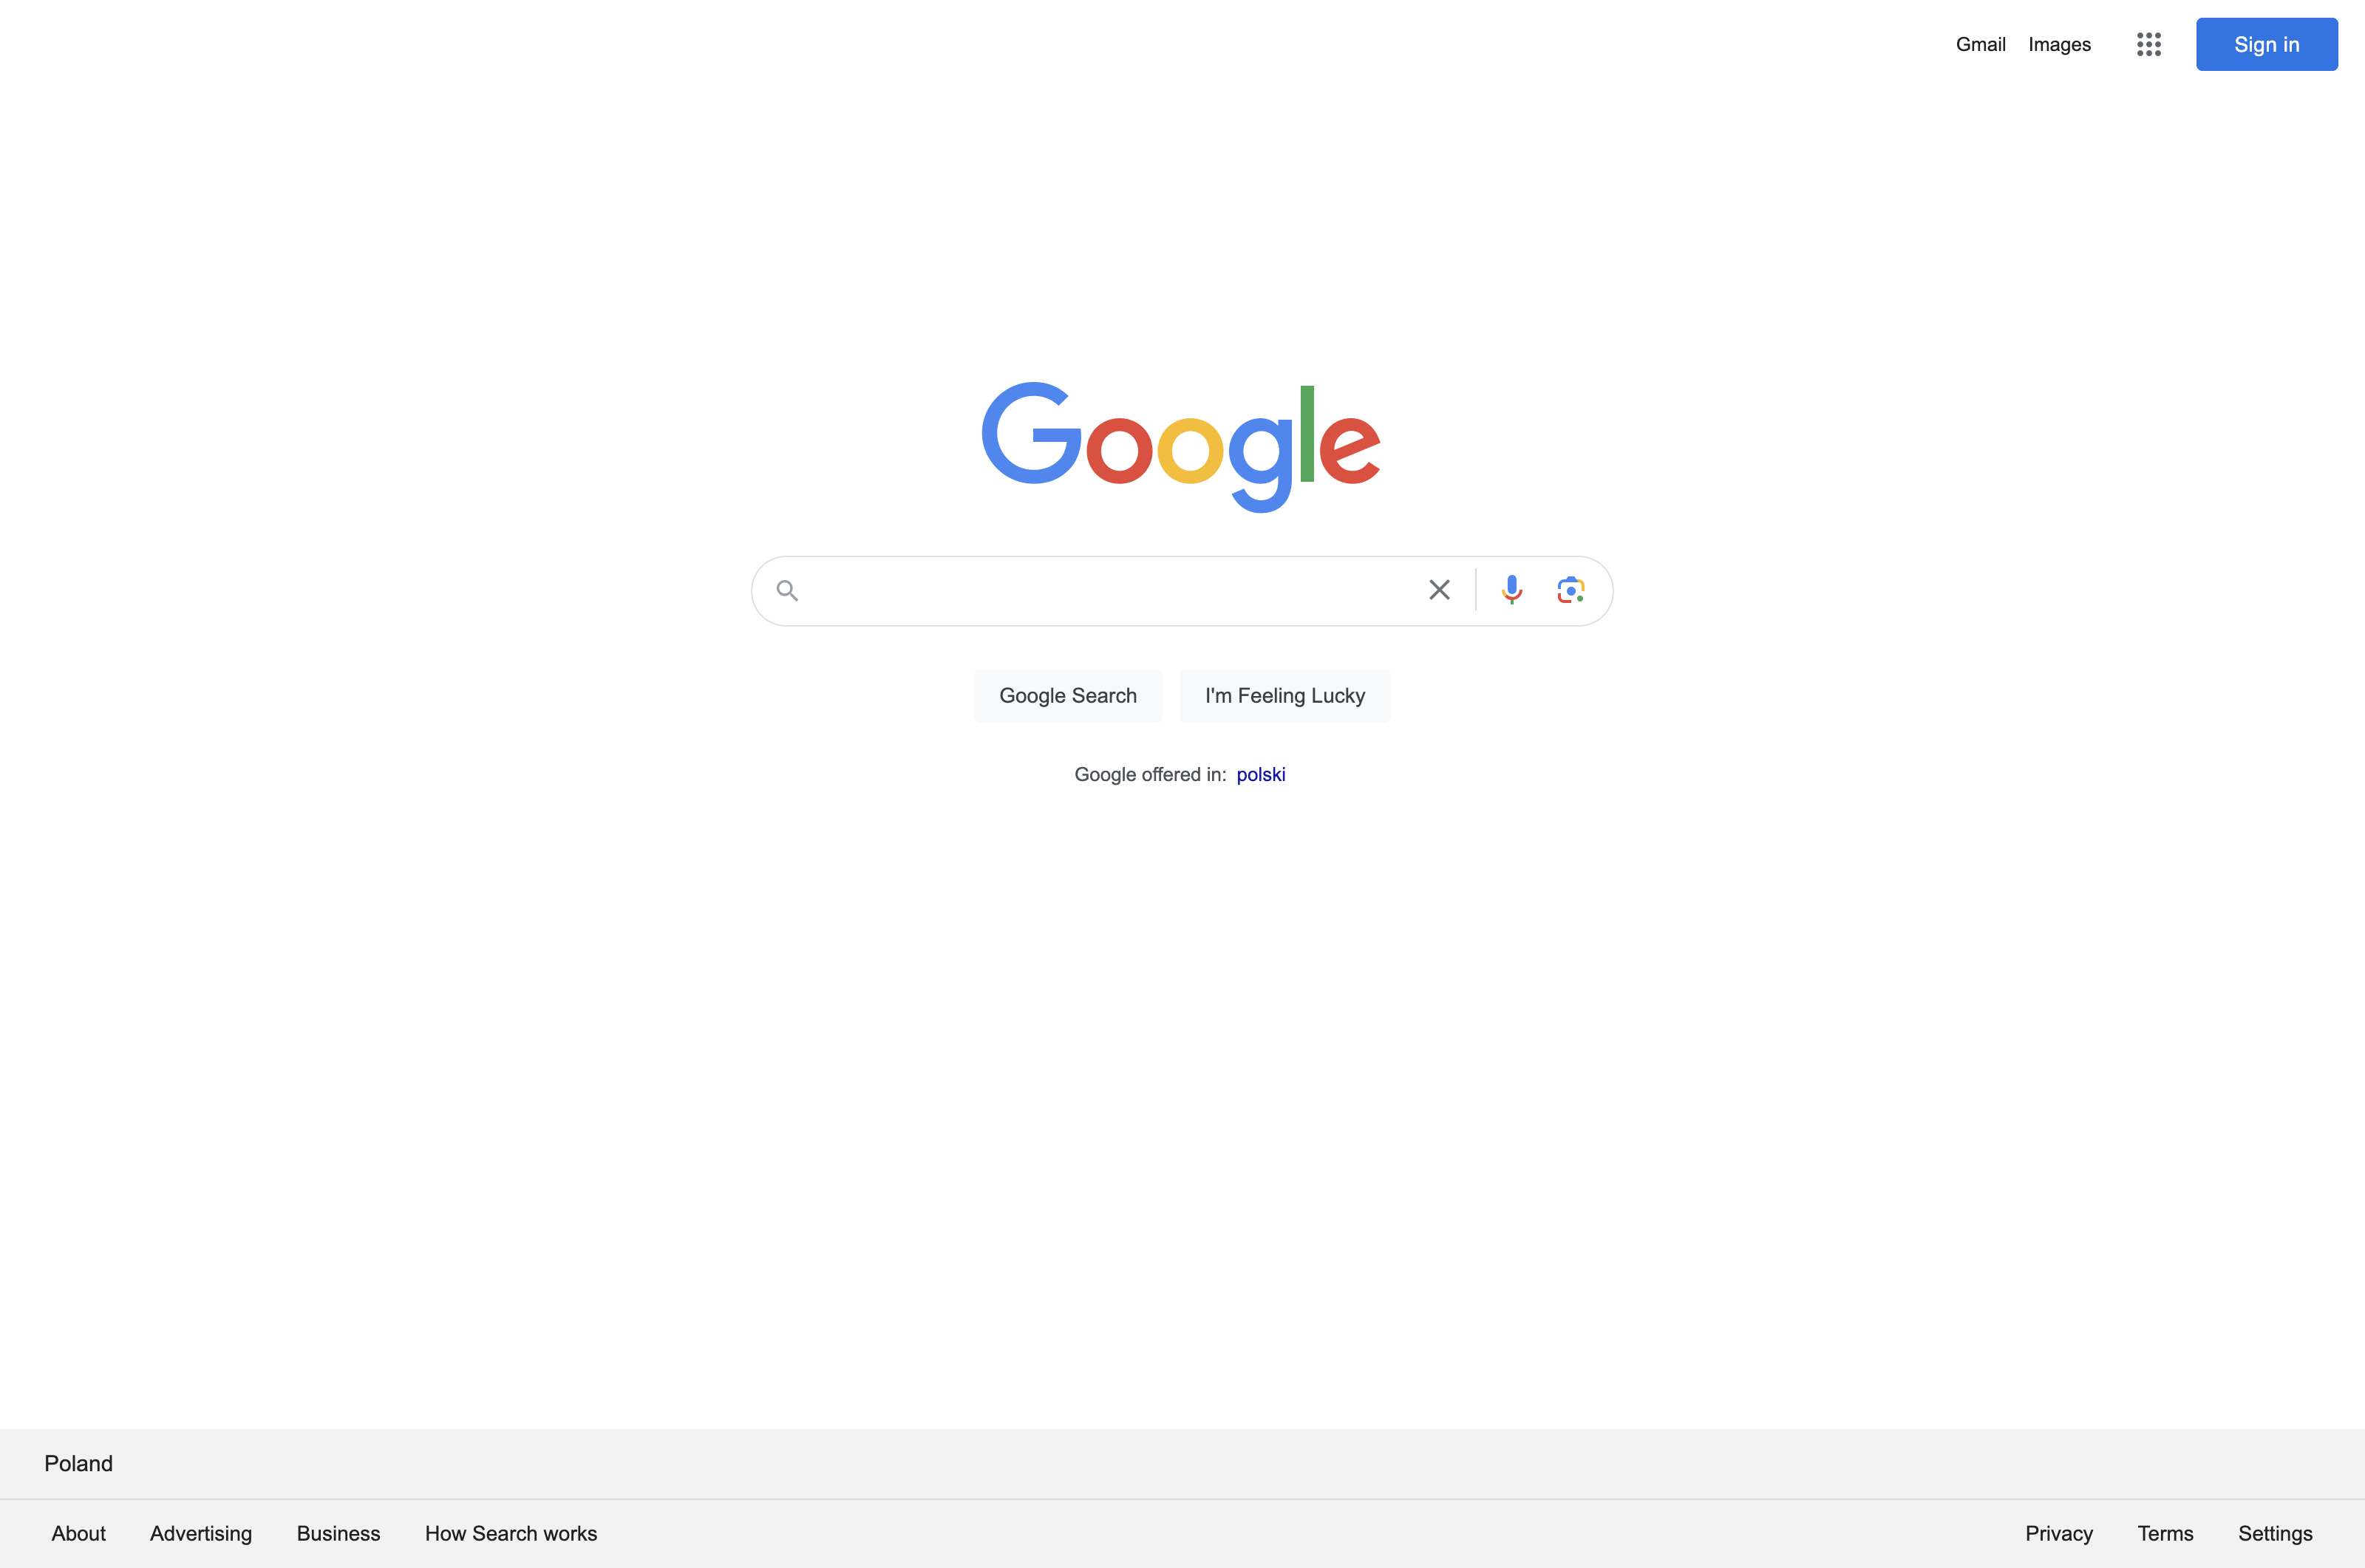 Gmail Images Sign in
Google
Google Search I'm Feeling Lucky
Google offered in: polski
Poland
About Advertising Business How Search works Privacy Terms Settings